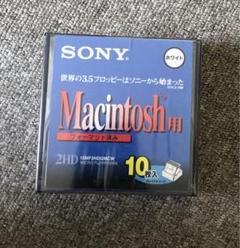 SONY
ホワイト
世界の3.5フロッピーはソニーから始まった
Macintosh用
フォーマット済み
2HD
10枚入